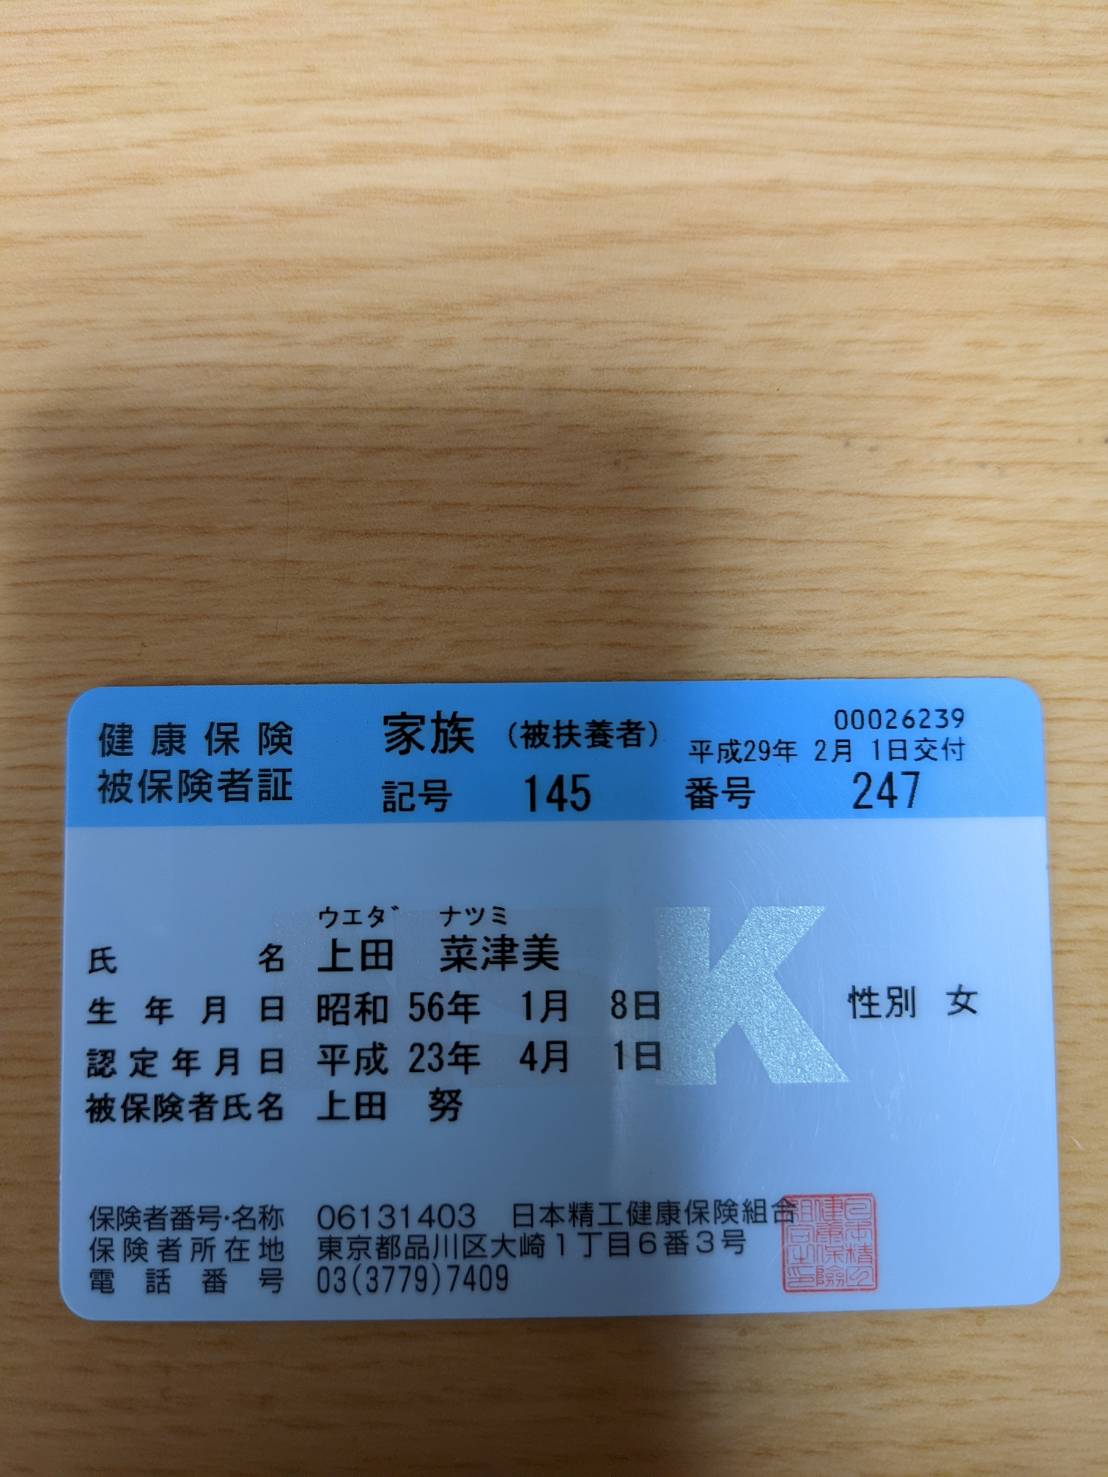 健康保険 家族 (被扶養者) 00026239
平成29年 2月 1日交付
被保険者証 記号 145 番号 247
ウエダ ナツミ
氏名 上田 菜津美
生年月日 昭和 56年 1月 8日 性別 女
認定年月日 平成 23年 4月 1日
被保険者氏名 上田 努
保険者番号・名称 06131403 日本精工健康保険組合
保険者所在地 東京都品川区大崎1丁目6番3号
電話番号 03(3779)7409
K